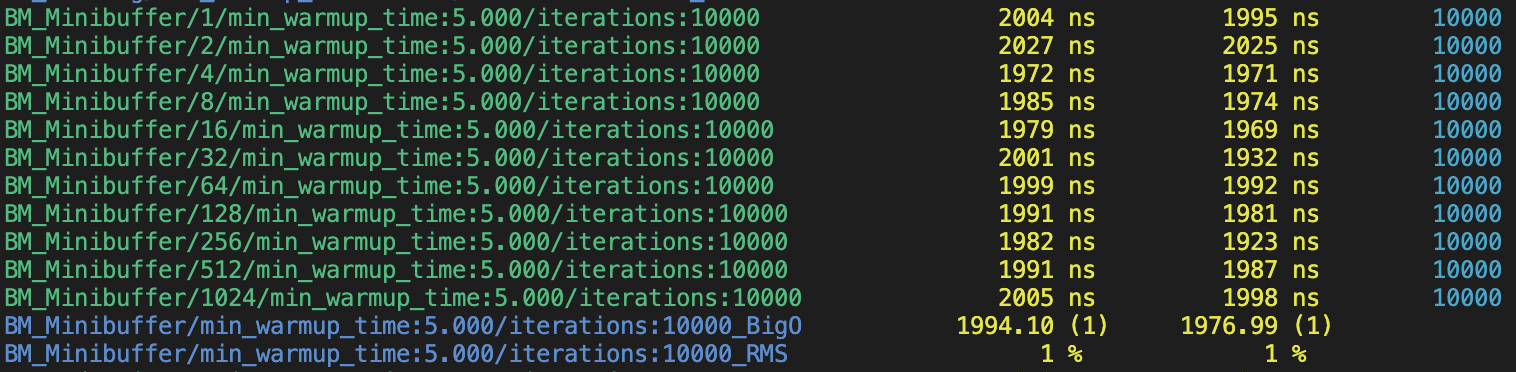 BM_Minibuffer/1/min_warmup_time:5.000/iterations:10000 2004 ns 1995 ns 10000
BM_Minibuffer/2/min_warmup_time:5.000/iterations:10000 2027 ns 2025 ns 10000
BM_Minibuffer/4/min_warmup_time:5.000/iterations:10000 1972 ns 1971 ns 10000
BM_Minibuffer/8/min_warmup_time:5.000/iterations:10000 1985 ns 1974 ns 10000
BM_Minibuffer/16/min_warmup_time:5.000/iterations:10000 1979 ns 1969 ns 10000
BM_Minibuffer/32/min_warmup_time:5.000/iterations:10000 2001 ns 1932 ns 10000
BM_Minibuffer/64/min_warmup_time:5.000/iterations:10000 1999 ns 1992 ns 10000
BM_Minibuffer/128/min_warmup_time:5.000/iterations:10000 1991 ns 1981 ns 10000
BM_Minibuffer/256/min_warmup_time:5.000/iterations:10000 1982 ns 1923 ns 10000
BM_Minibuffer/512/min_warmup_time:5.000/iterations:10000 1991 ns 1987 ns 10000
BM_Minibuffer/1024/min_warmup_time:5.000/iterations:10000 2005 ns 1998 ns 10000
BM_Minibuffer/min_warmup_time:5.000/iterations:10000_BigO 1994.10 (1) 1976.99 (1)
BM_Minibuffer/min_warmup_time:5.000/iterations:10000_RMS 1 % 1 %